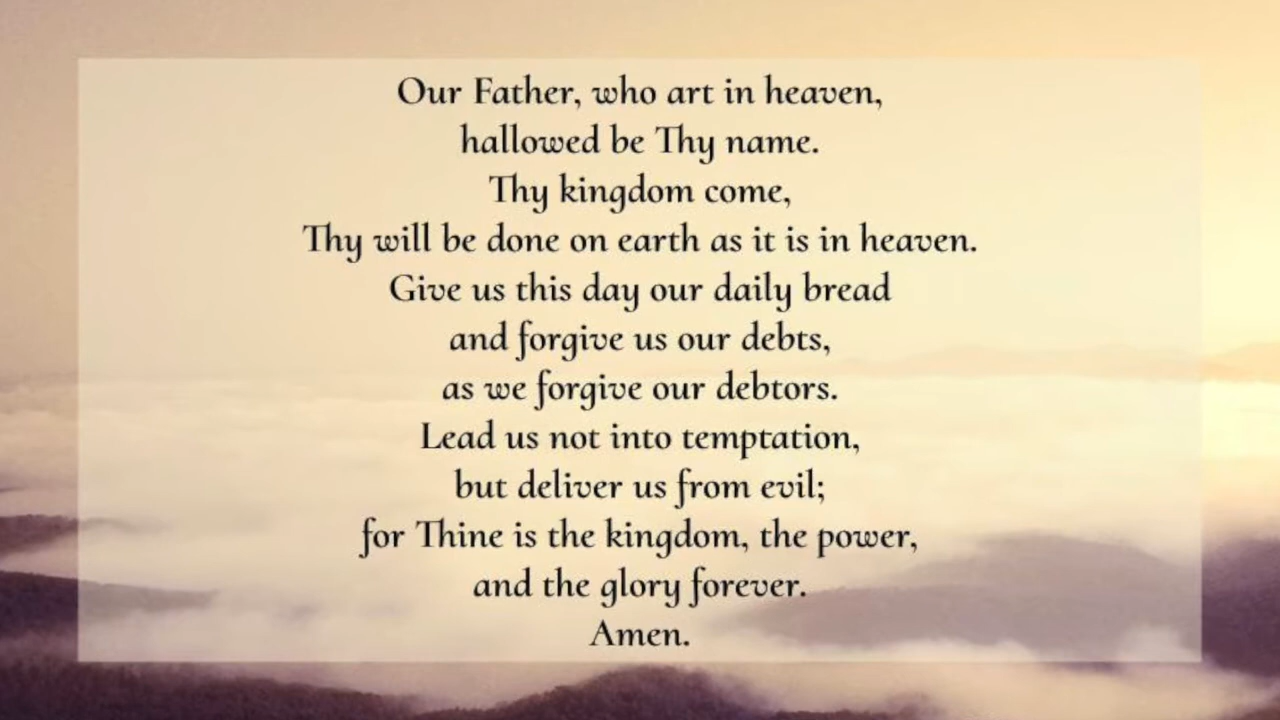 Our Father, who art in heaven,
hallowed be Thy name.
Thy kingdom come,
Thy will be done on earth as it is in heaven.
Give us this day our daily bread
and forgive us our debts,
as we forgive our debtors.
Lead us not into temptation,
but deliver us from evil;
for Thine is the kingdom, the power,
and the glory forever.
Amen.